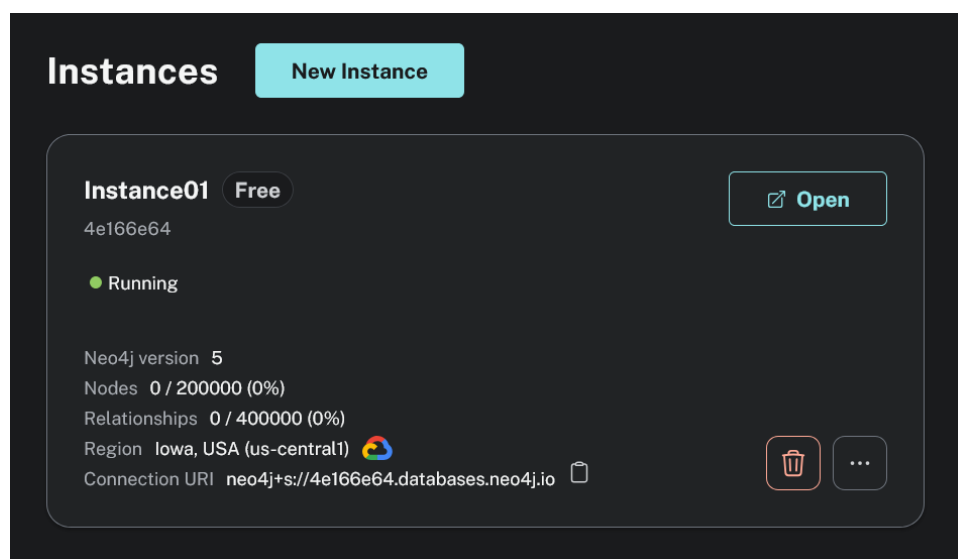 Instances
New Instance
Instance01 Free
Open
4e166e64
Running
Neo4j version 5
Nodes 0 / 200000 (0%)
Relationships 0 / 400000 (0%)
Region Iowa, USA (us-central1)
Connection URI neo4j+s://4e166e64.databases.neo4j.io